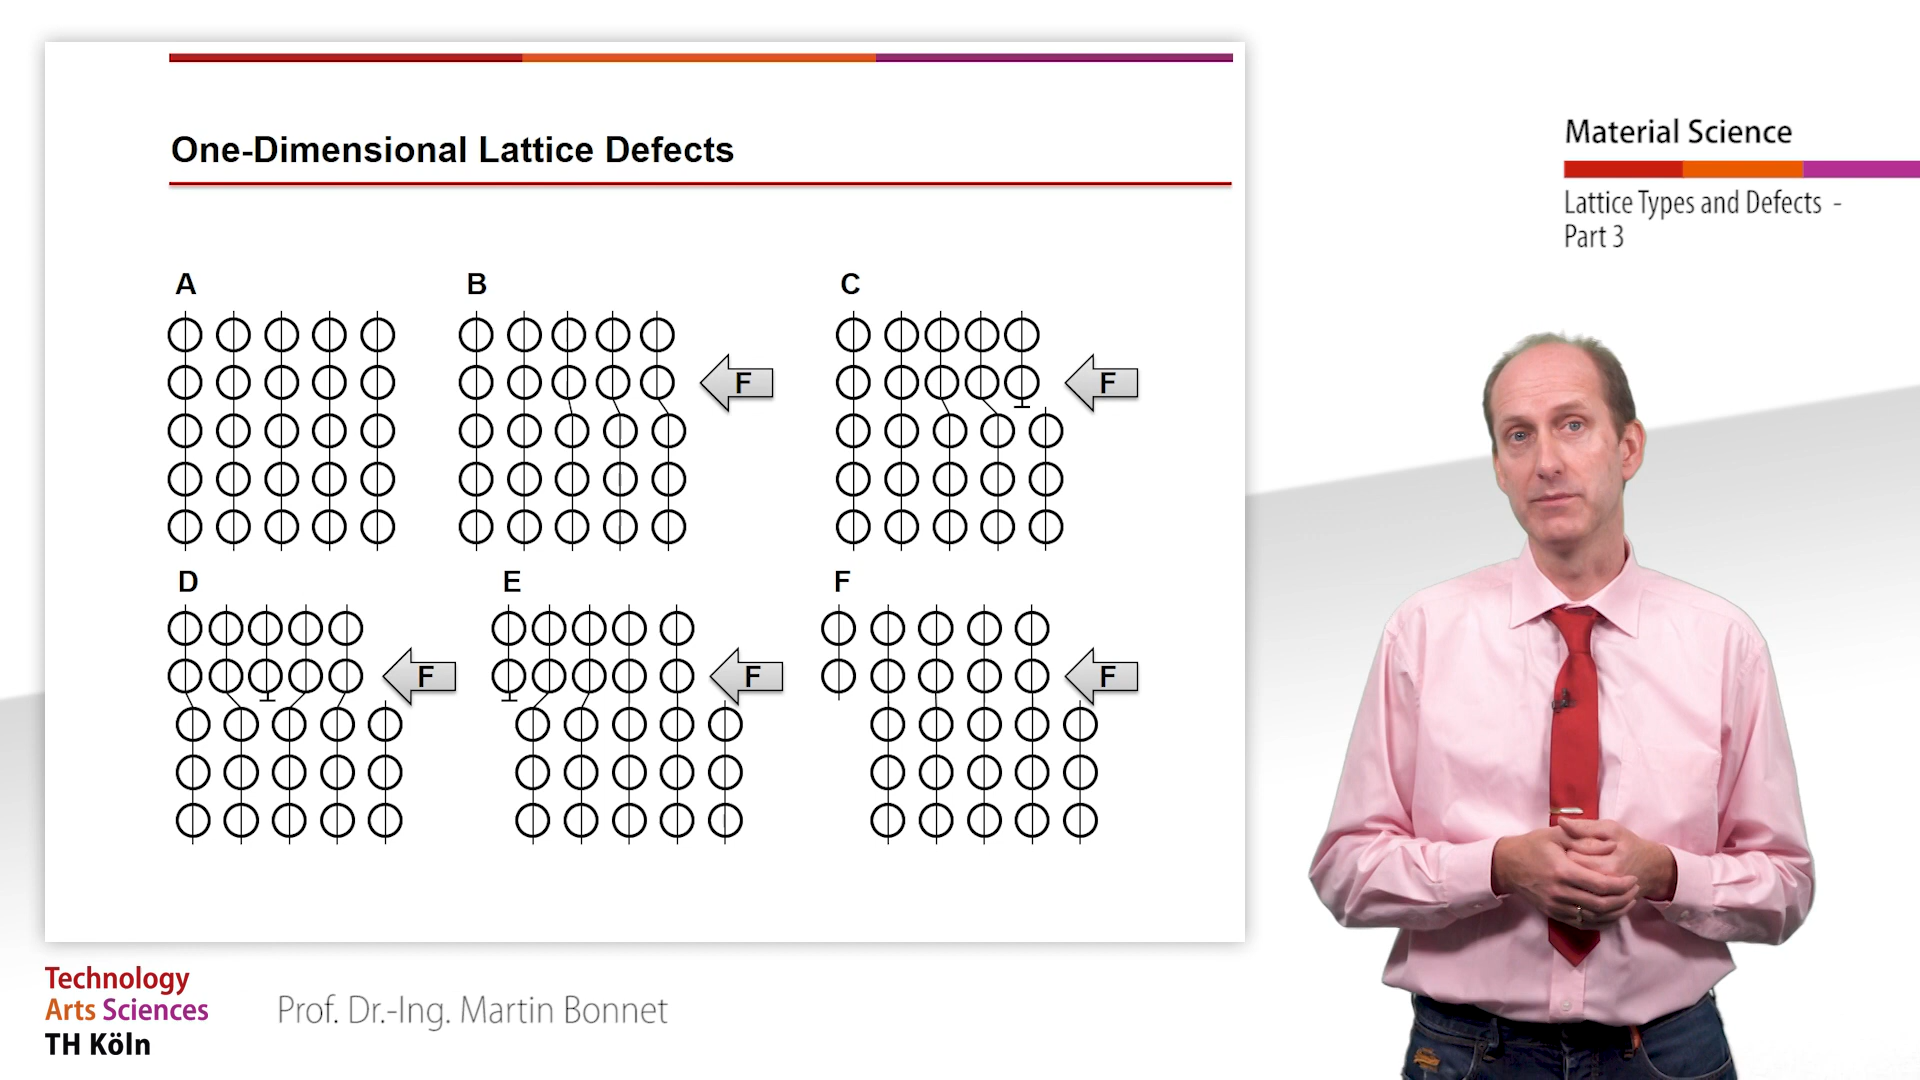 One-Dimensional Lattice Defects
A B C
F F
D E F
F F F
Material Science
Lattice Types and Defects -
Part 3
Technology
Arts Sciences
TH Köln
Prof. Dr.-Ing. Martin Bonnet